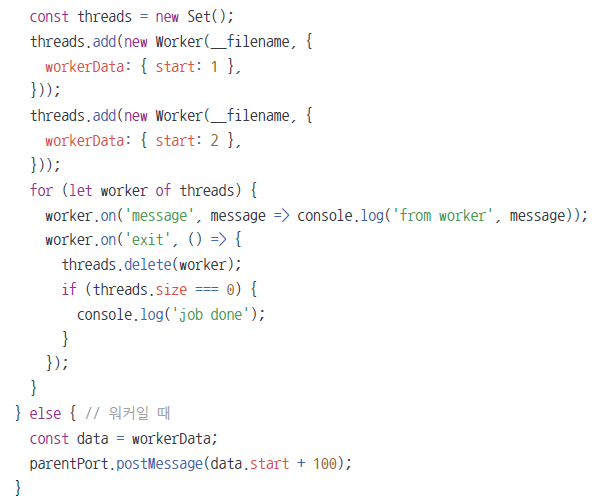 const threads = new Set();
threads.add(new Worker(__filename, {
workerData: { start: 1 },
}));
threads.add(new Worker(__filename, {
workerData: { start: 2 },
}));
for (let worker of threads) {
worker.on('message', message => console.log('from worker', message));
worker.on('exit', () => {
threads.delete(worker);
if (threads.size === 0) {
console.log('job done');
}
});
}
} else { // 워커일 때
const data = workerData;
parentPort.postMessage(data.start + 100);
}